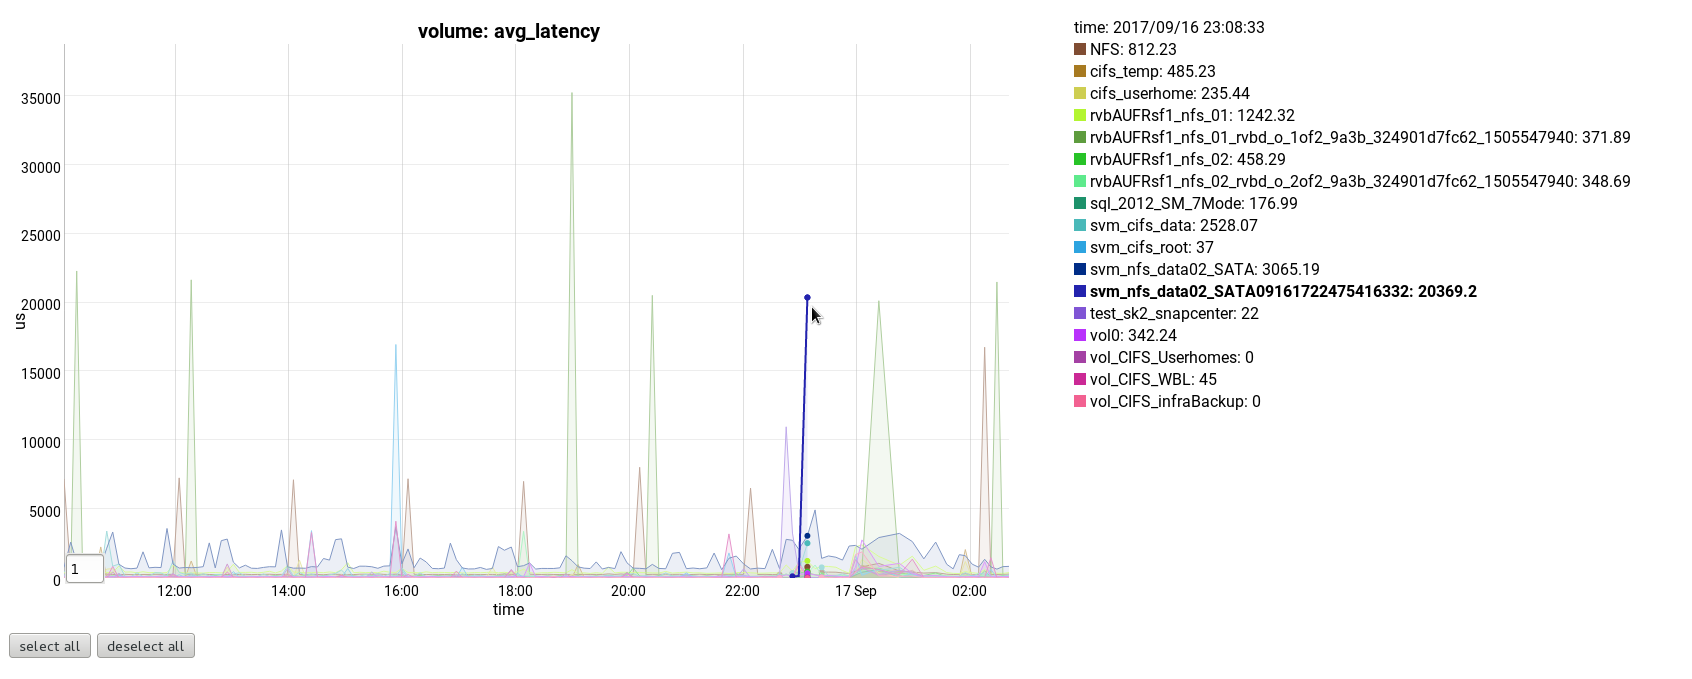 volume: avg_latency
35000
30000
25000
20000
15000
10000
5000
0
us
1
12:00
14:00
16:00
18:00
20:00
22:00
17 Sep
02:00
time
select all
deselect all
time: 2017/09/16 23:08:33
NFS: 812.23
cifs_temp: 485.23
cifs_userhome: 235.44
rvbAUFRsf1_nfs_01: 1242.32
rvbAUFRsf1_nfs_01_rvbd_o_1of2_9a3b_324901d7fc62_1505547940: 371.89
rvbAUFRsf1_nfs_02: 458.29
rvbAUFRsf1_nfs_02_rvbd_o_2of2_9a3b_324901d7fc62_1505547940: 348.69
sql_2012_SM_7Mode: 176.99
svm_cifs_data: 2528.07
svm_cifs_root: 37
svm_nfs_data02_SATA: 3065.19
svm_nfs_data02_SATA09161722475416332: 20369.2
test_sk2_snapcenter: 22
vol0: 342.24
vol_CIFS_Userhomes: 0
vol_CIFS_WBL: 45
vol_CIFS_infraBackup: 0